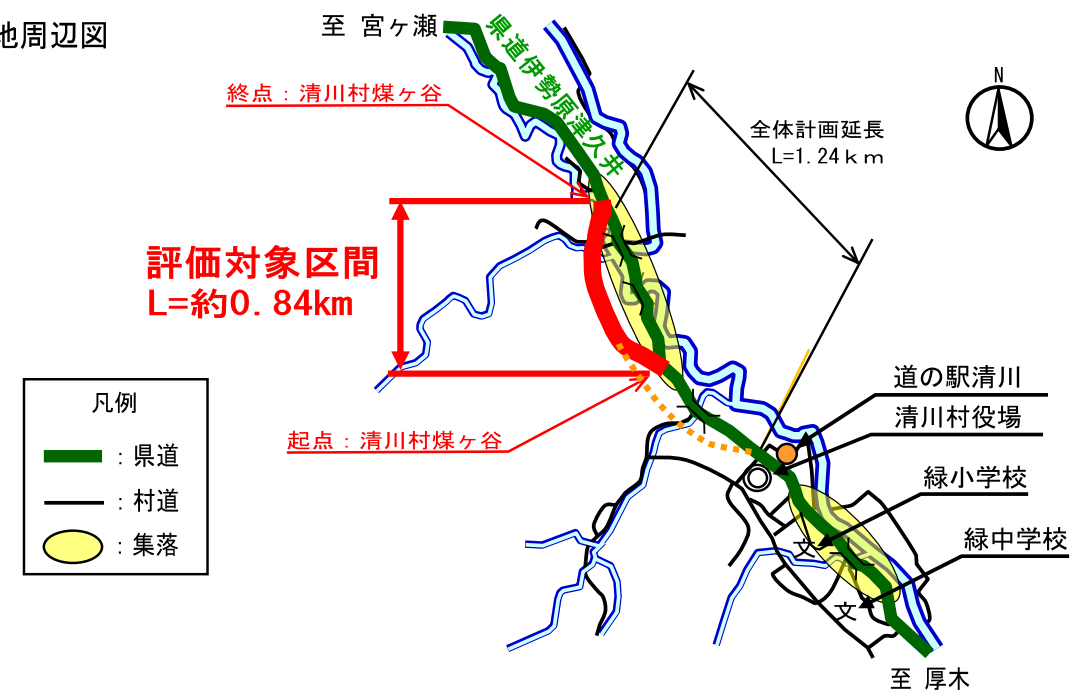 地周辺図
至 宮ヶ瀬
県道伊勢原津久井
N
終点：清川村煤ヶ谷
全体計画延長
L=1.24ｋｍ
評価対象区間
L=約0.84km
起点：清川村煤ヶ谷
道の駅清川
清川村役場
緑小学校
緑中学校
凡例
：県道
：村道
：集落
文
文
至 厚木